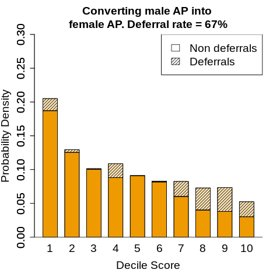 Converting male AP into
female AP. Deferral rate = 67%
Non deferrals
Deferrals
Probability Density
0.00 0.05 0.10 0.15 0.20 0.25 0.30
1 2 3 4 5 6 7 8 9 10
Decile Score